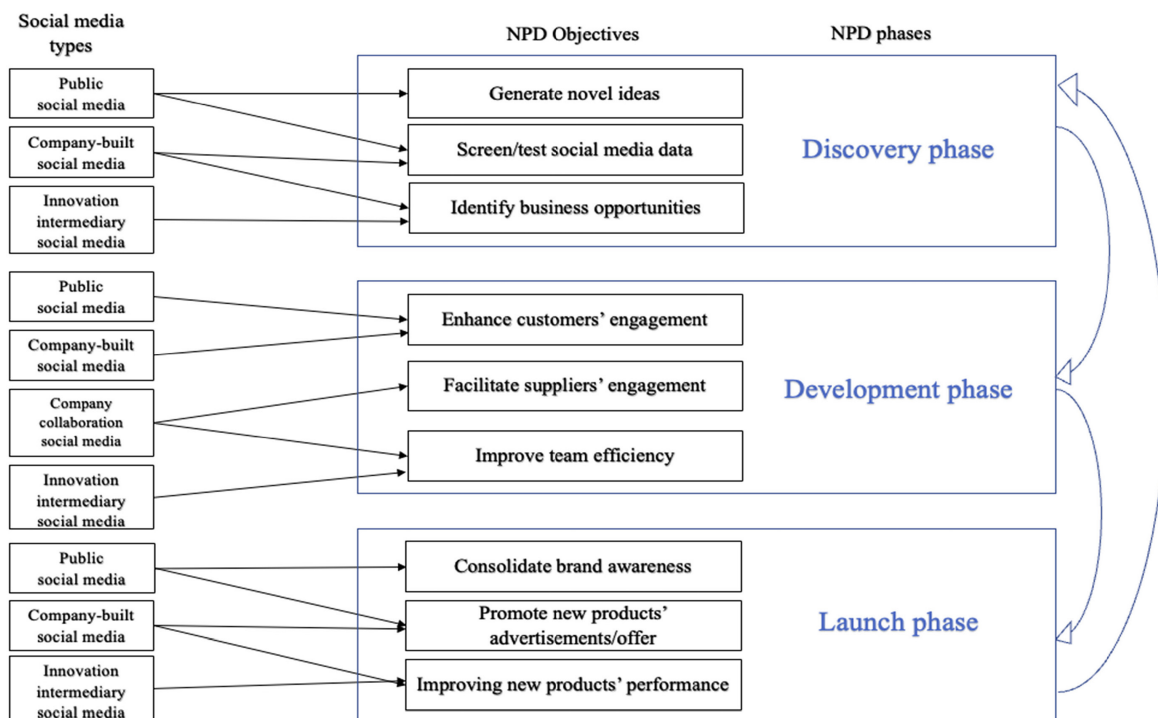 Social media
types
NPD Objectives
NPD phases
Public
social media
Company-built
social media
Innovation
intermediary
social media
Generate novel ideas
Screen/test social media data
Identify business opportunities
Discovery phase
Public
social media
Company-built
social media
Company
collaboration
social media
Innovation
intermediary
social media
Enhance customers’ engagement
Facilitate suppliers’ engagement
Improve team efficiency
Development phase
Public
social media
Company-built
social media
Innovation
intermediary
social media
Consolidate brand awareness
Promote new products’
advertisements/offer
Improving new products’ performance
Launch phase